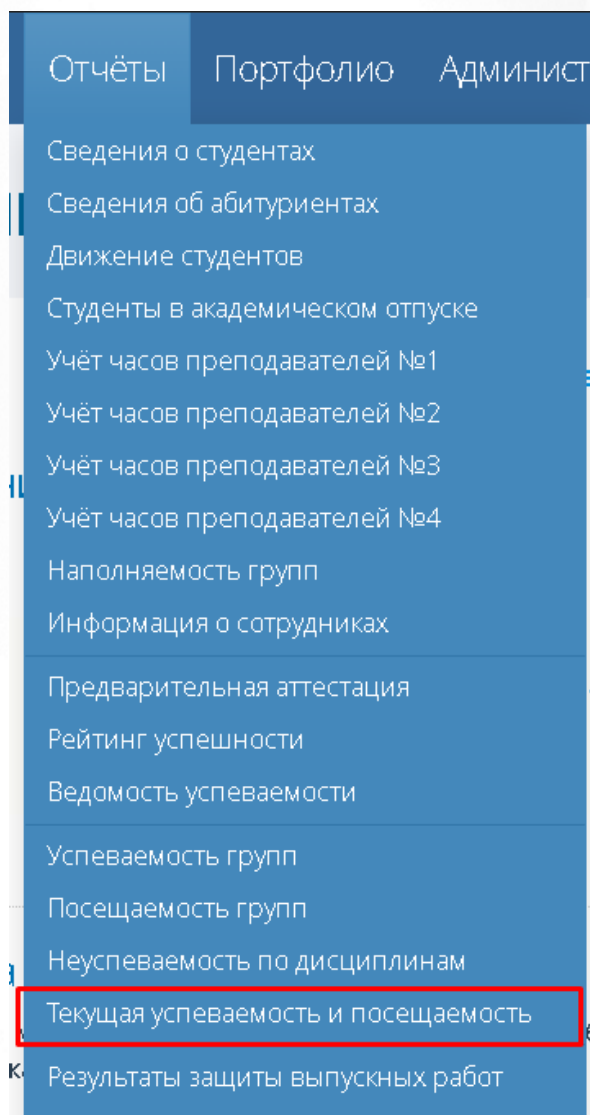 Отчёты Портфолио Админист
Сведения о студентах
Сведения об абитуриентах
Движение студентов
Студенты в академическом отпуске
Учёт часов преподавателей №1
Учёт часов преподавателей №2
Учёт часов преподавателей №3
Учёт часов преподавателей №4
Наполняемость групп
Информация о сотрудниках
Предварительная аттестация
Рейтинг успешности
Ведомость успеваемости
Успеваемость групп
Посещаемость групп
Неуспеваемость по дисциплинам
Текущая успеваемость и посещаемость
Результаты защиты выпускных работ